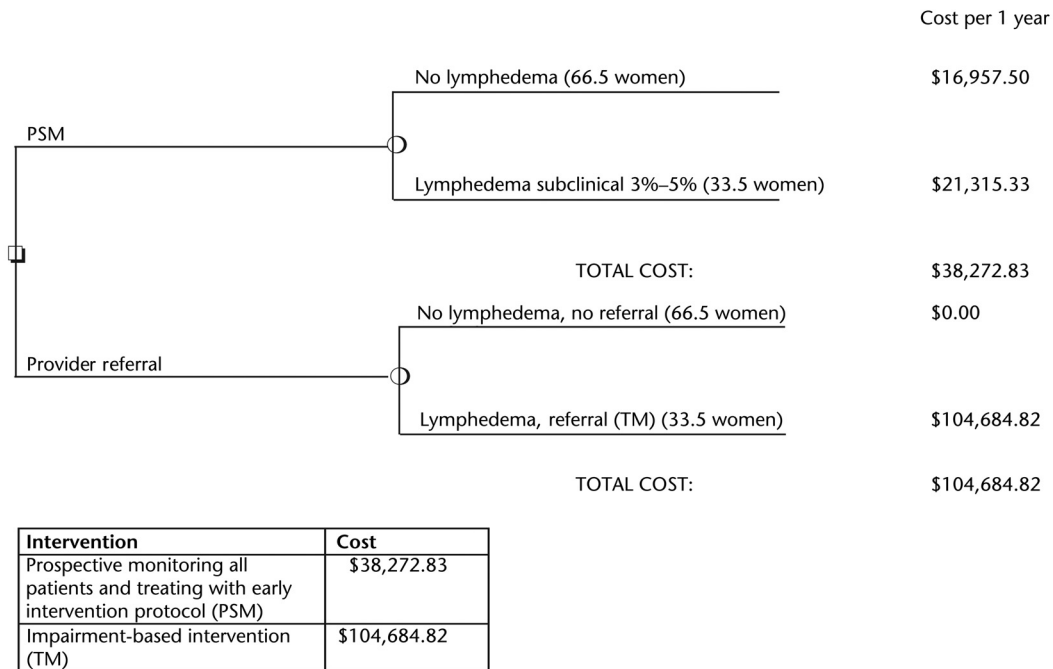 Cost per 1 year
No lymphedema (66.5 women) $16,957.50
PSM
Lymphedema subclinical 3%–5% (33.5 women) $21,315.33
TOTAL COST: $38,272.83
No lymphedema, no referral (66.5 women) $0.00
Provider referral
Lymphedema, referral (TM) (33.5 women) $104,684.82
TOTAL COST: $104,684.82
Intervention Cost
Prospective monitoring all $38,272.83
patients and treating with early
intervention protocol (PSM)
Impairment-based intervention $104,684.82
(TM)